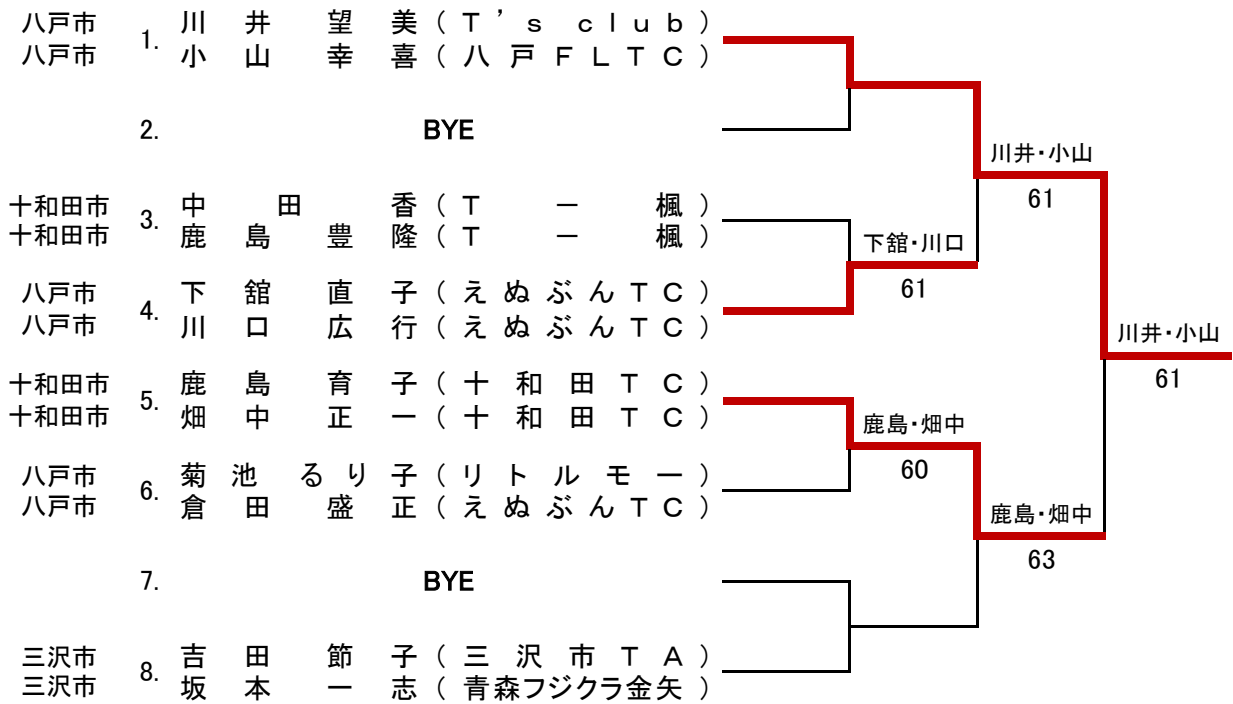 八戸市 川井望美(T's club)
1.
八戸市 小山幸喜(八戸FLTC)
2. BYE
川井・小山
61
十和田市 中田香(T－楓)
3.
十和田市 鹿島豊隆(T－楓)
下舘・川口
61
八戸市 下舘直子(えぬぶんTC)
4.
八戸市 川口広行(えぬぶんTC)
川井・小山
61
十和田市 鹿島育子(十和田TC)
5.
十和田市 畑中正一(十和田TC)
鹿島・畑中
60
八戸市 菊池るり子(リトルモー)
6.
八戸市 倉田盛正(えぬぶんTC)
鹿島・畑中
63
7. BYE
三沢市 吉田節子(三沢市TA)
8.
三沢市 坂本一志(青森フジクラ金矢)